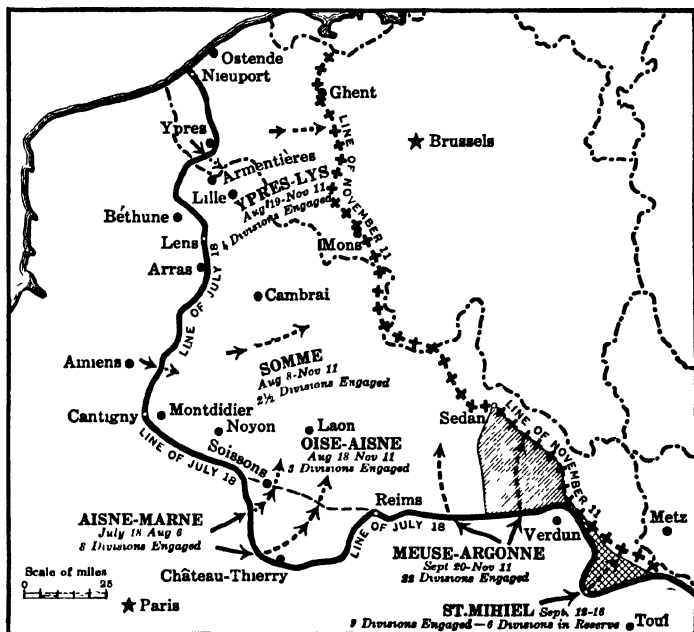 Ostende
Nieuport
Ghent
Ypres
Brussels
Armentières
Lille
YPRES-LYS
Aug 19-Nov 11
Divisions Engaged
LINE OF NOVEMBER 11
Béthune
Mons
Lens
Arras
LINE OF JULY 18
Cambrai
SOMME
Aug 8-Nov 11
2½ Divisions Engaged
Amiens
Cantigny
Montdidier
Noyon
Laon
Sedan
LINE OF NOVEMBER 11
LINE OF JULY 18
Soissons
OISE-AISNE
Aug 18 Nov 11
3 Divisions Engaged
Reims
LINE OF JULY 18
AISNE-MARNE
July 18 Aug 6
8 Divisions Engaged
Verdun
Metz
MEUSE-ARGONNE
Sept 20-Nov 11
22 Divisions Engaged
Château-Thierry
Scale of miles
0 25
Paris
ST. MIHIEL Sept. 12-16
9 Divisions Engaged—6 Divisions in Reserve
Toul